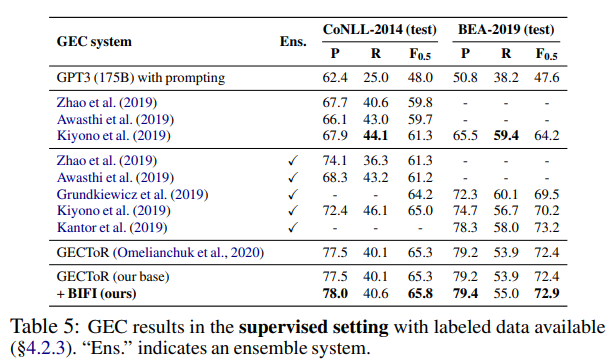 GEC system Ens. CoNLL-2014 (test) BEA-2019 (test)
P R F0.5 P R F0.5
GPT3 (175B) with prompting 62.4 25.0 48.0 50.8 38.2 47.6
Zhao et al. (2019) 67.7 40.6 59.8 - - -
Awasthi et al. (2019) 66.1 43.0 59.7 - - -
Kiyono et al. (2019) 67.9 44.1 61.3 65.5 59.4 64.2
Zhao et al. (2019) ✓ 74.1 36.3 61.3 - - -
Awasthi et al. (2019) ✓ 68.3 43.2 61.2 - - -
Grundkiewicz et al. (2019) ✓ - - 64.2 72.3 60.1 69.5
Kiyono et al. (2019) ✓ 72.4 46.1 65.0 74.7 56.7 70.2
Kantor et al. (2019) ✓ - - - 78.3 58.0 73.2
GECToR (Omelianchuk et al., 2020) 77.5 40.1 65.3 79.2 53.9 72.4
GECToR (our base) 77.5 40.1 65.3 79.2 53.9 72.4
+ BIFI (ours) 78.0 40.6 65.8 79.4 55.0 72.9
Table 5: GEC results in the supervised setting with labeled data available
(§4.2.3). “Ens.” indicates an ensemble system.